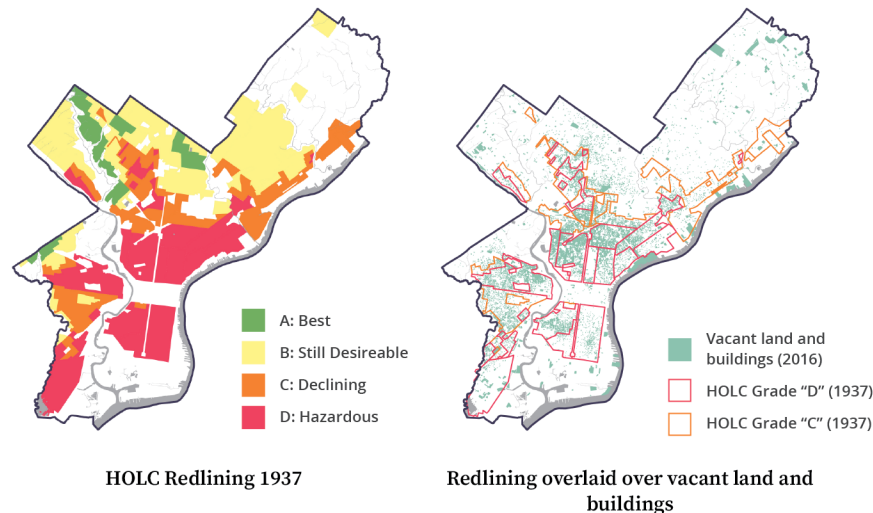 A: Best
B: Still Desireable
C: Declining
D: Hazardous
HOLC Redlining 1937
Vacant land and
buildings (2016)
HOLC Grade “D” (1937)
HOLC Grade “C” (1937)
Redlining overlaid over vacant land and
buildings